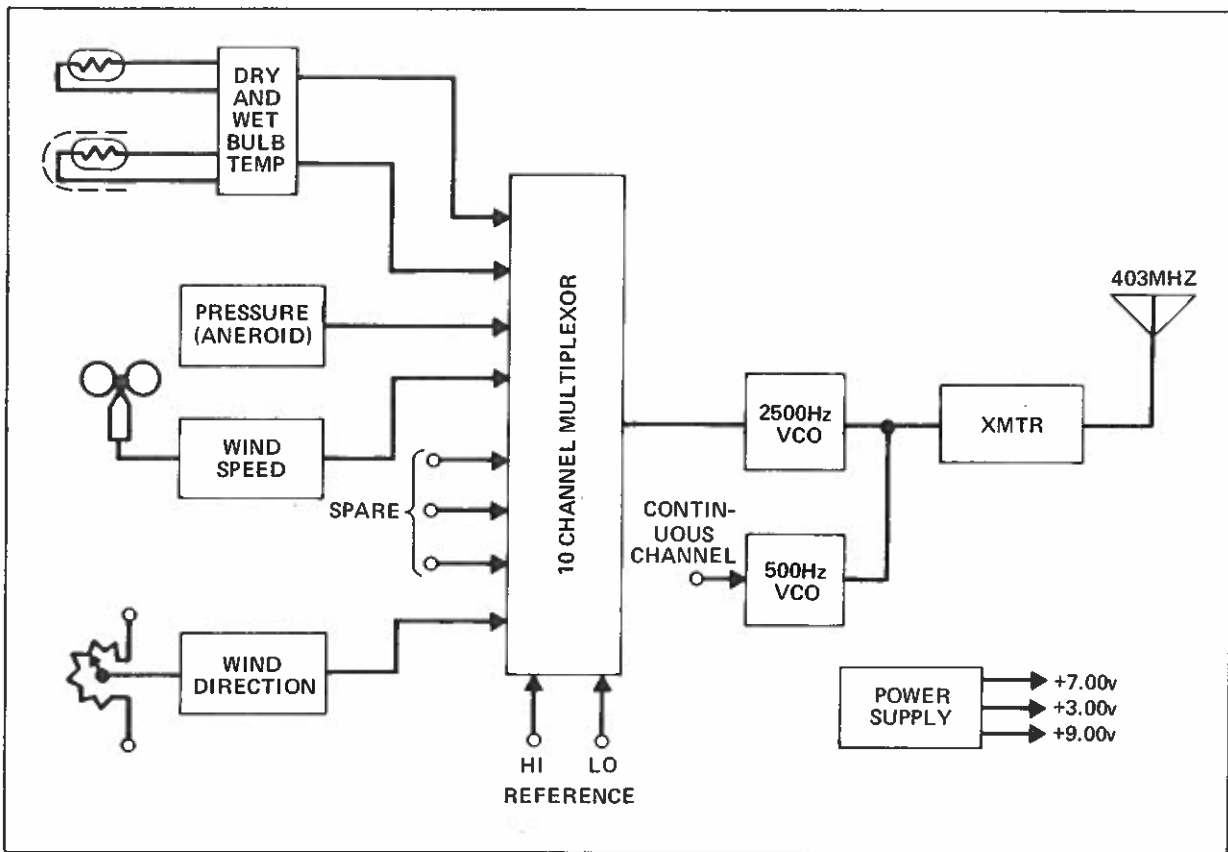 DRY
AND
WET
BULB
TEMP
PRESSURE
(ANEROID)
WIND
SPEED
SPARE
WIND
DIRECTION
10 CHANNEL MULTIPLEXOR
HI
LO
REFERENCE
2500Hz
VCO
CONTIN-
UOUS
CHANNEL
500Hz
VCO
XMTR
403MHZ
POWER
SUPPLY
+7.00v
+3.00v
+9.00v